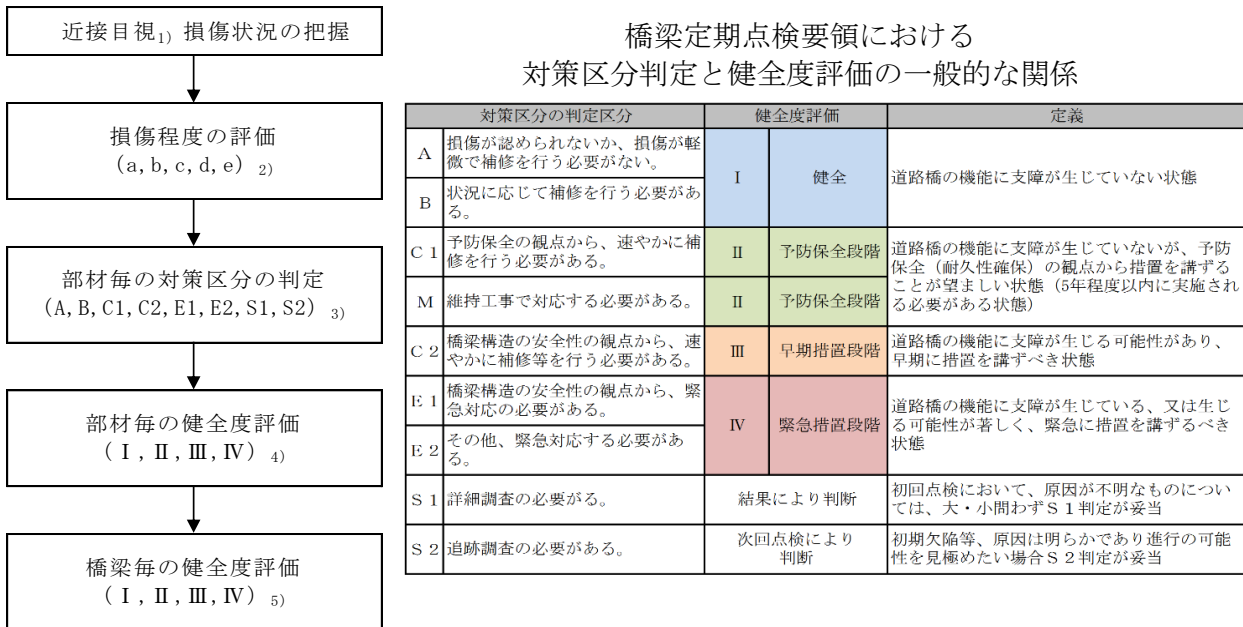 近接目視1) 損傷状況の把握
損傷程度の評価
(a,b,c,d,e) 2)
部材毎の対策区分の判定
(A,B,C1,C2,E1,E2,S1,S2) 3)
部材毎の健全度評価
(Ⅰ,Ⅱ,Ⅲ,Ⅳ) 4)
橋梁毎の健全度評価
(Ⅰ,Ⅱ,Ⅲ,Ⅳ) 5)
橋梁定期点検要領における
対策区分判定と健全度評価の一般的な関係
対策区分の判定区分 健全度評価 定義
A 損傷が認められないか、損傷が軽
微で補修を行う必要がない。
B 状況に応じて補修を行う必要があ
る。
Ⅰ 健全 道路橋の機能に支障が生じていない状態
C1 予防保全の観点から、速やかに補
修を行う必要がある。
Ⅱ 予防保全段階
M 維持工事で対応する必要がある。
Ⅱ 予防保全段階
道路橋の機能に支障が生じていないが、予防
保全(耐久性確保)の観点から措置を講ずる
ことが望ましい状態(5年程度以内に実施され
る必要がある状態)
C2 橋梁構造の安全性の観点から、速
やかに補修等を行う必要がある。
Ⅲ 早期措置段階
道路橋の機能に支障が生じる可能性があり、
早期に措置を講ずべき状態
E1 橋梁構造の安全性の観点から、緊
急対応の必要がある。
E2 その他、緊急対応する必要があ
る。
Ⅳ 緊急措置段階
道路橋の機能に支障が生じている、又は生じ
る可能性が著しく、緊急に措置を講ずるべき
状態
S1 詳細調査の必要がる。
結果により判断
初回点検において、原因が不明なものについ
ては、大・小問わずS1判定が妥当
S2 追跡調査の必要がある。
次回点検により
判断
初期欠陥等、原因は明らかであり進行の可能
性を見極めたい場合S2判定が妥当